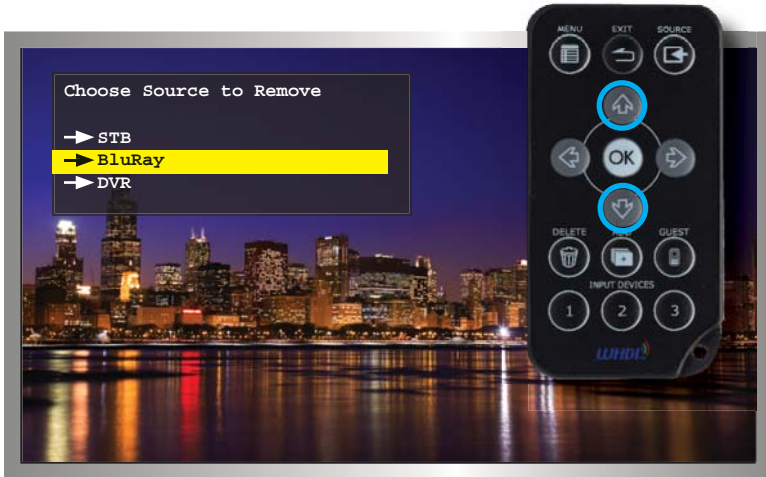 Choose Source to Remove
STB
BluRay
DVR
MENU EXIT SOURCE
OK
DELETE ADD GUEST
INPUT DEVICES
1 2 3
WHDI